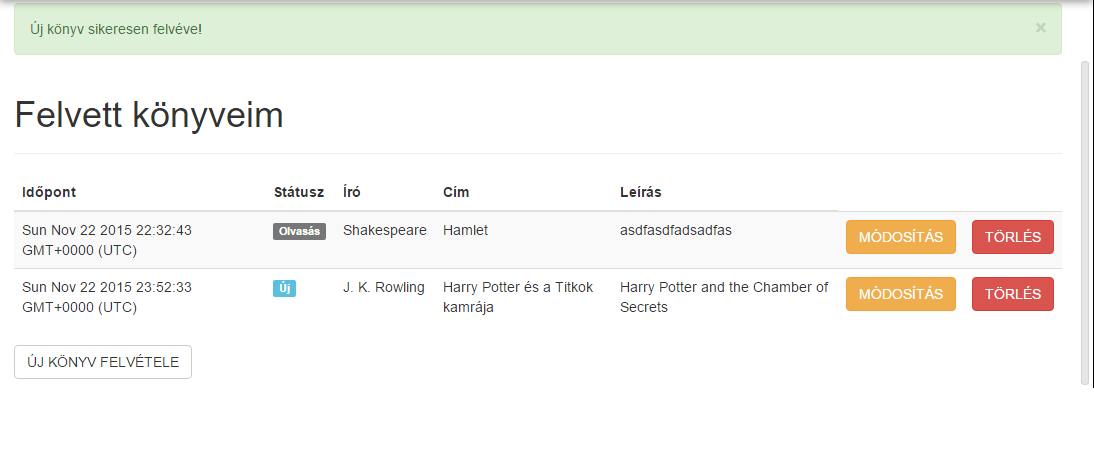 Új könyv sikeresen felvéve!
×
Felvett könyveim
Időpont Státusz Író Cím Leírás
Sun Nov 22 2015 22:32:43 Olvasás Shakespeare Hamlet asdfasdfadsadfas MÓDOSÍTÁS TÖRLÉS
GMT+0000 (UTC)
Sun Nov 22 2015 23:52:33 Új J. K. Rowling Harry Potter és a Titkok Harry Potter and the Chamber of MÓDOSÍTÁS TÖRLÉS
GMT+0000 (UTC) kamrája Secrets
ÚJ KÖNYV FELVÉTELE